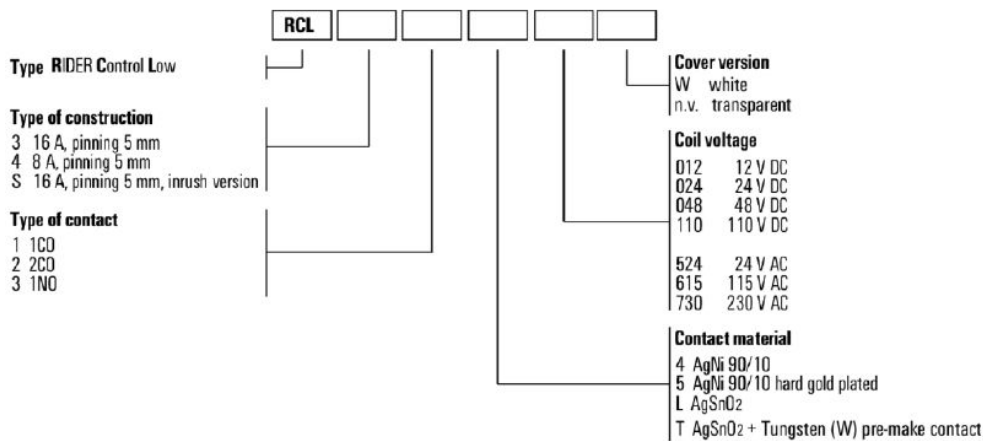 RCL
Type RIDER Control Low
Type of construction
3 16 A, pinning 5 mm
4 8 A, pinning 5 mm
S 16 A, pinning 5 mm, inrush version
Type of contact
1 1CO
2 2CO
3 1NO
Cover version
W white
n.v. transparent
Coil voltage
012 12 V DC
024 24 V DC
048 48 V DC
110 110 V DC
524 24 V AC
615 115 V AC
730 230 V AC
Contact material
4 AgNi 90/10
5 AgNi 90/10 hard gold plated
L AgSnO2
T AgSnO2 + Tungsten (W) pre-make contact